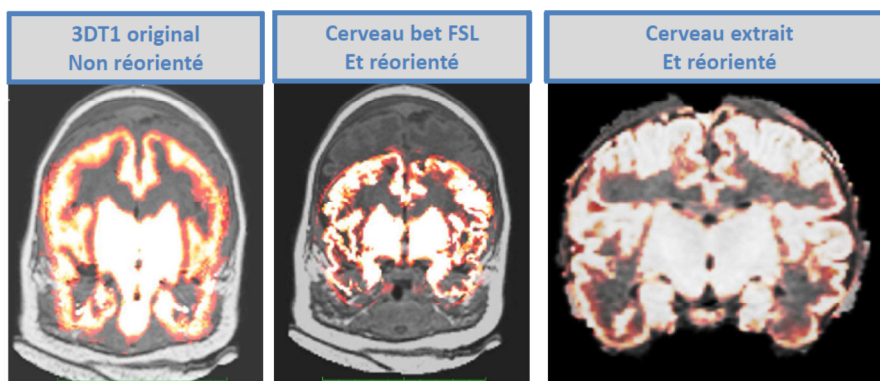 3DT1 original
Non réorienté
Cerveau bet FSL
Et réorienté
Cerveau extrait
Et réorienté